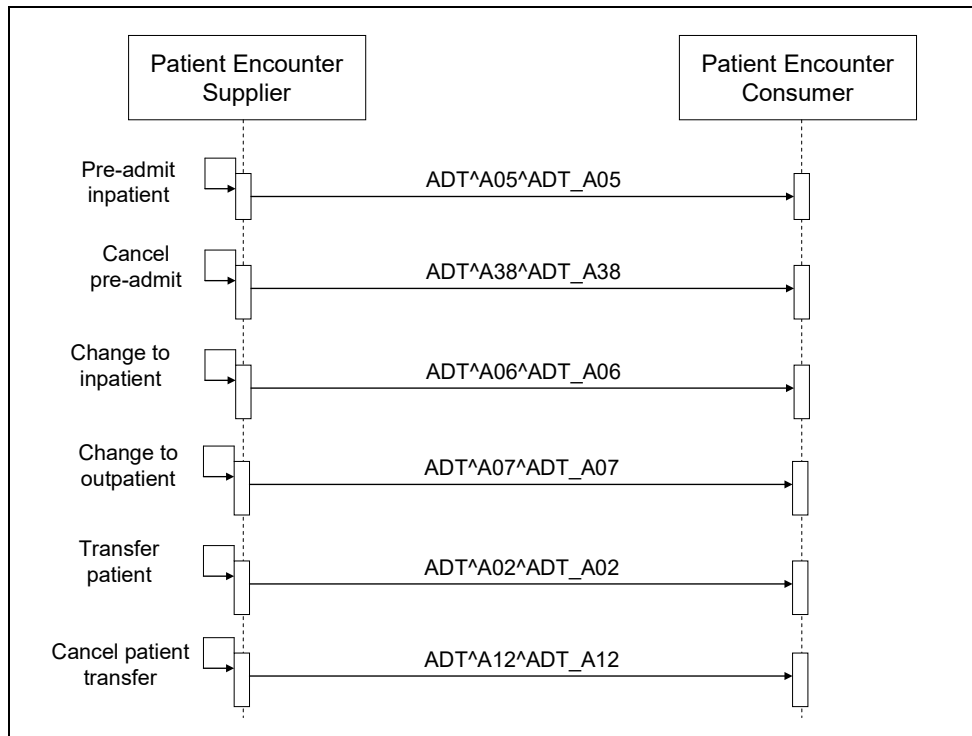 Patient Encounter
Supplier
Patient Encounter
Consumer
Pre-admit
inpatient
ADT^A05^ADT_A05
Cancel
pre-admit
ADT^A38^ADT_A38
Change to
inpatient
ADT^A06^ADT_A06
Change to
outpatient
ADT^A07^ADT_A07
Transfer
patient
ADT^A02^ADT_A02
Cancel patient
transfer
ADT^A12^ADT_A12